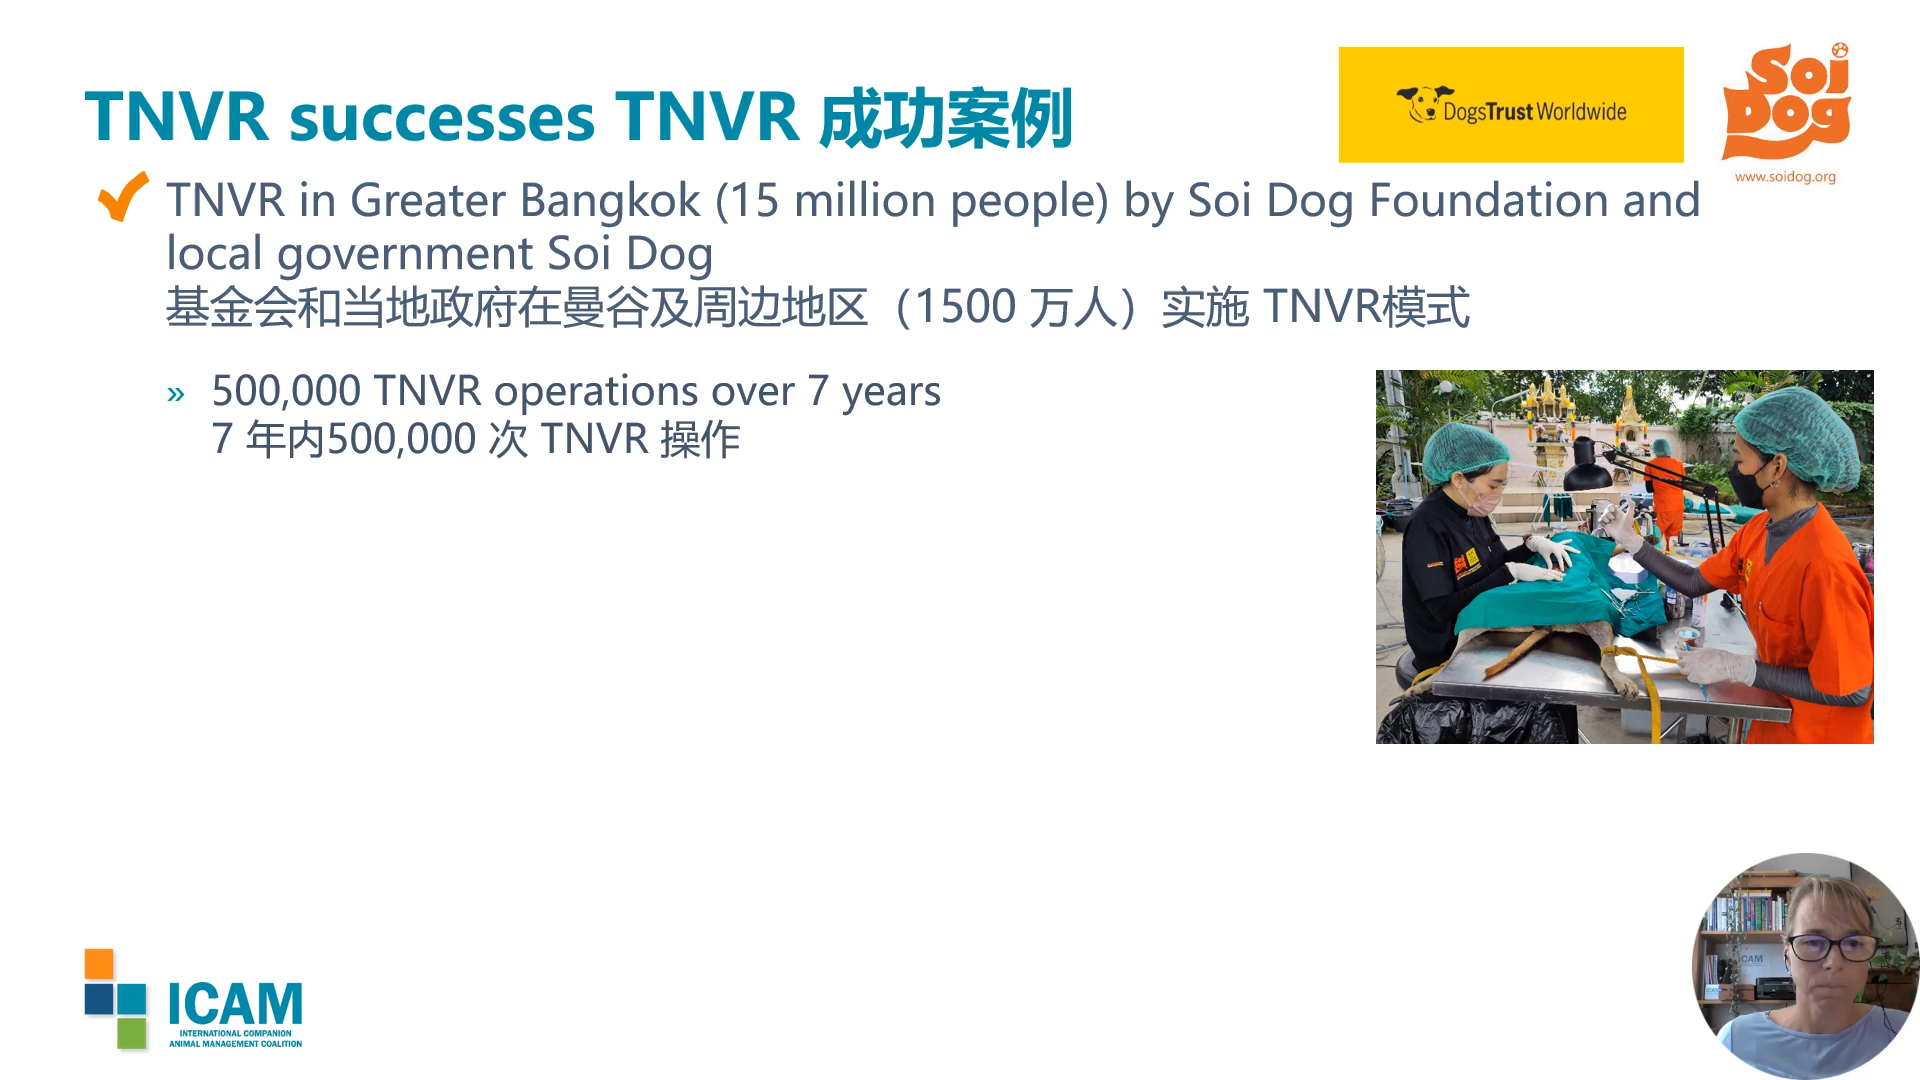 TNVR successes TNVR 成功案例
DogsTrust Worldwide
Soi
Dog
www.soidog.org
TNVR in Greater Bangkok (15 million people) by Soi Dog Foundation and
local government Soi Dog
基金会和当地政府在曼谷及周边地区（1500 万人）实施 TNVR模式
» 500,000 TNVR operations over 7 years
7 年内500,000 次 TNVR 操作
ICAM
INTERNATIONAL COMPANION
ANIMAL MANAGEMENT COALITION
ICAM